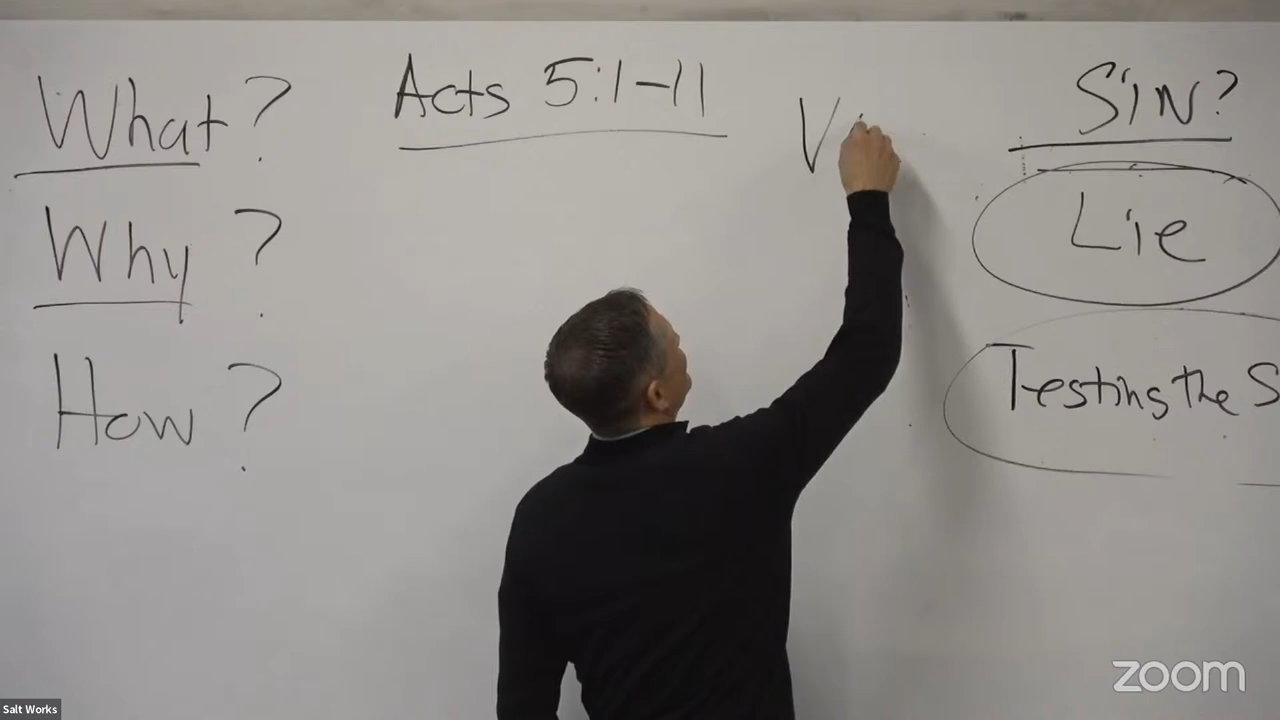 What?
Why?
How?
Acts 5:1-11
V
Sin?
Lie
Testing the S
zoom
Salt Works